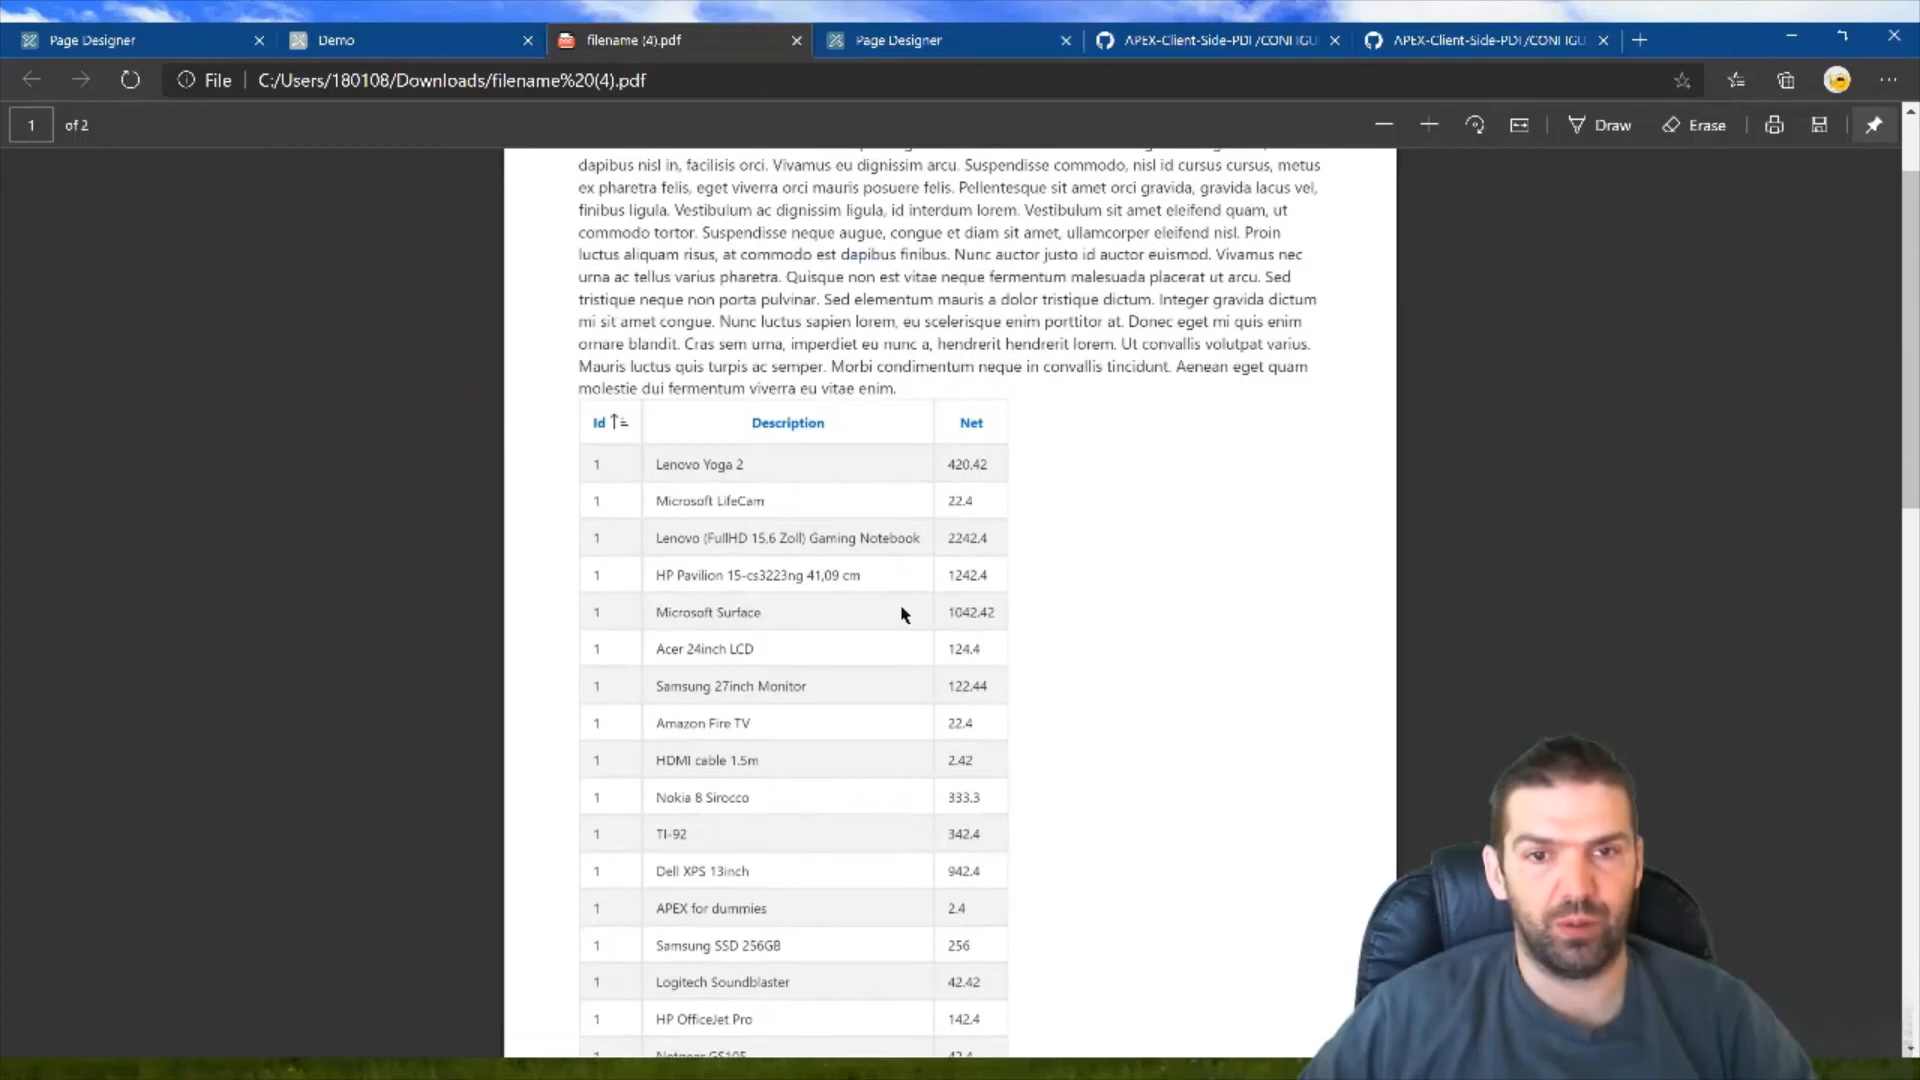 Page Designer
Demo
filename (4).pdf
Page Designer
APEX-Client-Side-PDF/CONFIGU
APEX-Client-Side-PDF/CONFIGU
File
C:/Users/180108/Downloads/filename%20(4).pdf
1 of 2
Draw
Erase
dapibus nisl in, facilisis orci. Vivamus eu dignissim arcu. Suspendisse commodo, nisl id cursus cursus, metus
ex pharetra felis, eget viverra orci mauris posuere felis. Pellentesque sit amet orci gravida, gravida lacus vel,
finibus ligula. Vestibulum ac dignissim ligula, id interdum lorem. Vestibulum sit amet eleifend quam, ut
commodo tortor. Suspendisse neque augue, congue et diam sit amet, ullamcorper eleifend nisl. Proin
luctus aliquam risus, at commodo est dapibus finibus. Nunc auctor justo id auctor euismod. Vivamus nec
urna ac tellus varius pharetra. Quisque non est vitae neque fermentum malesuada placerat ut arcu. Sed
tristique neque non porta pulvinar. Sed elementum mauris a dolor tristique dictum. Integer gravida dictum
mi sit amet congue. Nunc luctus sapien lorem, eu scelerisque enim porttitor at. Donec eget mi quis enim
ornare blandit. Cras sem urna, imperdiet eu nunc a, hendrerit hendrerit lorem. Ut convallis volutpat varius.
Mauris luctus quis turpis ac semper. Morbi condimentum neque in convallis tincidunt. Aenean eget quam
molestie dui fermentum viverra eu vitae enim.
Id Description Net
1 Lenovo Yoga 2 420.42
1 Microsoft LifeCam 22.4
1 Lenovo (FullHD 15,6 Zoll) Gaming Notebook 2242.4
1 HP Pavilion 15-cs3223ng 41,09 cm 1242.4
1 Microsoft Surface 1042.42
1 Acer 24inch LCD 124.4
1 Samsung 27inch Monitor 122.44
1 Amazon Fire TV 22.4
1 HDMI cable 1.5m 2.42
1 Nokia 8 Sirocco 333.3
1 TI-92 342.4
1 Dell XPS 13inch 942.4
1 APEX for dummies 2.4
1 Samsung SSD 256GB 256
1 Logitech Soundblaster 42.42
1 HP OfficeJet Pro 142.4
1 Netgear GS105 42.4